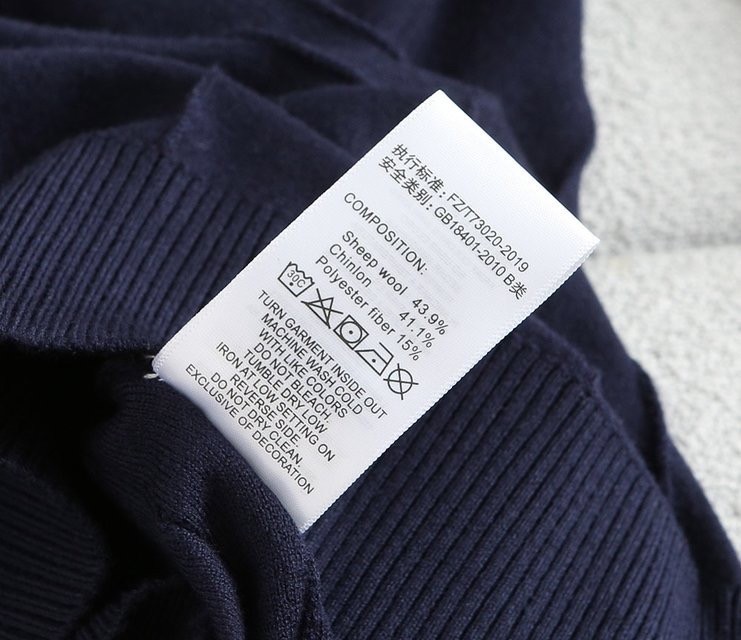 执行标准：FZ/T73020-2019
安全类别：GB18401-2010 B类
COMPOSITION:
Sheep wool 43.9%
Chinlon 41.1%
Polyester fiber 15%
30C
TURN GARMENT INSIDE OUT
MACHINE WASH COLD
WITH LIKE COLORS
DO NOT BLEACH.
TUMBLE DRY LOW.
IRON AT LOW SETTING ON
REVERSE SIDE.
DO NOT DRY CLEAN.
EXCLUSIVE OF DECORATION